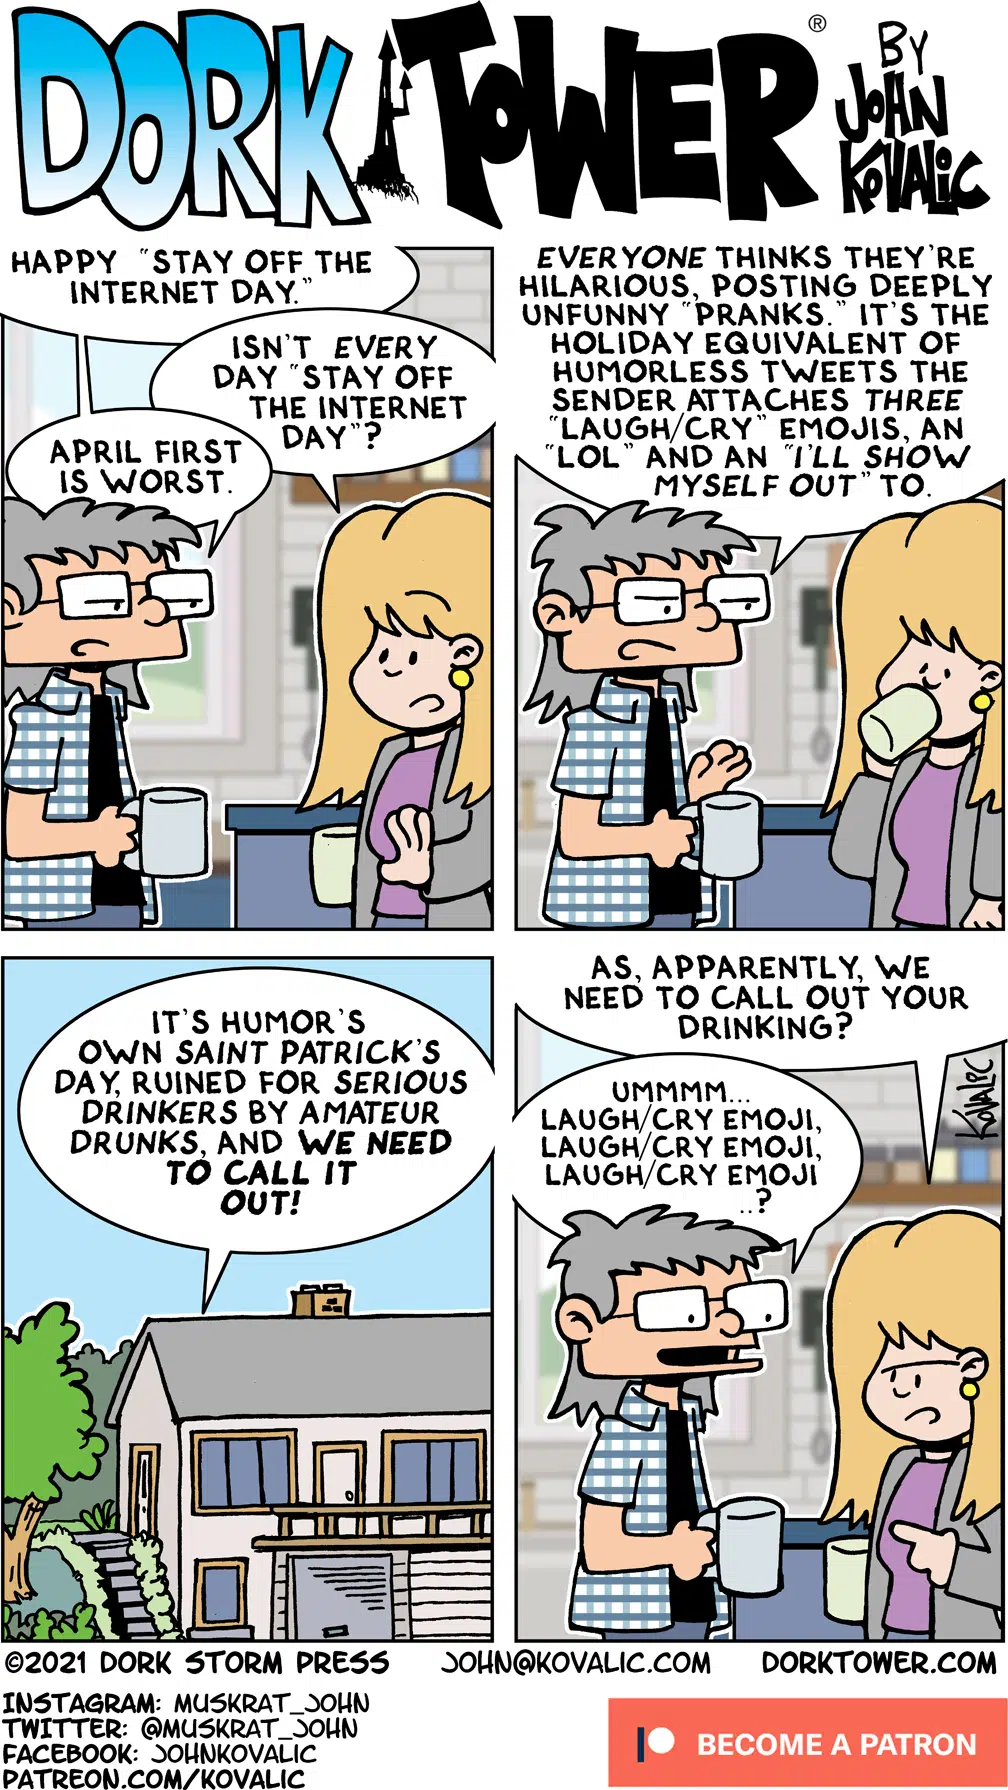 DORK TOWER®
BY
JOHN
KOVALIC
HAPPY "STAY OFF THE
INTERNET DAY."
ISN'T EVERY
DAY "STAY OFF
THE INTERNET
DAY"?
APRIL FIRST
IS WORST.
EVERYONE THINKS THEY'RE
HILARIOUS, POSTING DEEPLY
UNFUNNY "PRANKS." IT'S THE
HOLIDAY EQUIVALENT OF
HUMORLESS TWEETS THE
SENDER ATTACHES THREE
"LAUGH/CRY" EMOJIS, AN
"LOL" AND AN "I'LL SHOW
MYSELF OUT" TO.
IT'S HUMOR'S
OWN SAINT PATRICK'S
DAY, RUINED FOR SERIOUS
DRINKERS BY AMATEUR
DRUNKS, AND WE NEED
TO CALL IT
OUT!
AS, APPARENTLY, WE
NEED TO CALL OUT YOUR
DRINKING?
UMMMM...
LAUGH/CRY EMOJI,
LAUGH/CRY EMOJI,
LAUGH/CRY EMOJI
..?
KOVALIC
©2021 DORK STORM PRESS JOHN@KOVALIC.COM DORKTOWER.COM
INSTAGRAM: MUSKRAT_JOHN
TWITTER: @MUSKRAT_JOHN
FACEBOOK: JOHNKOVALIC
PATREON.COM/KOVALIC
BECOME A PATRON